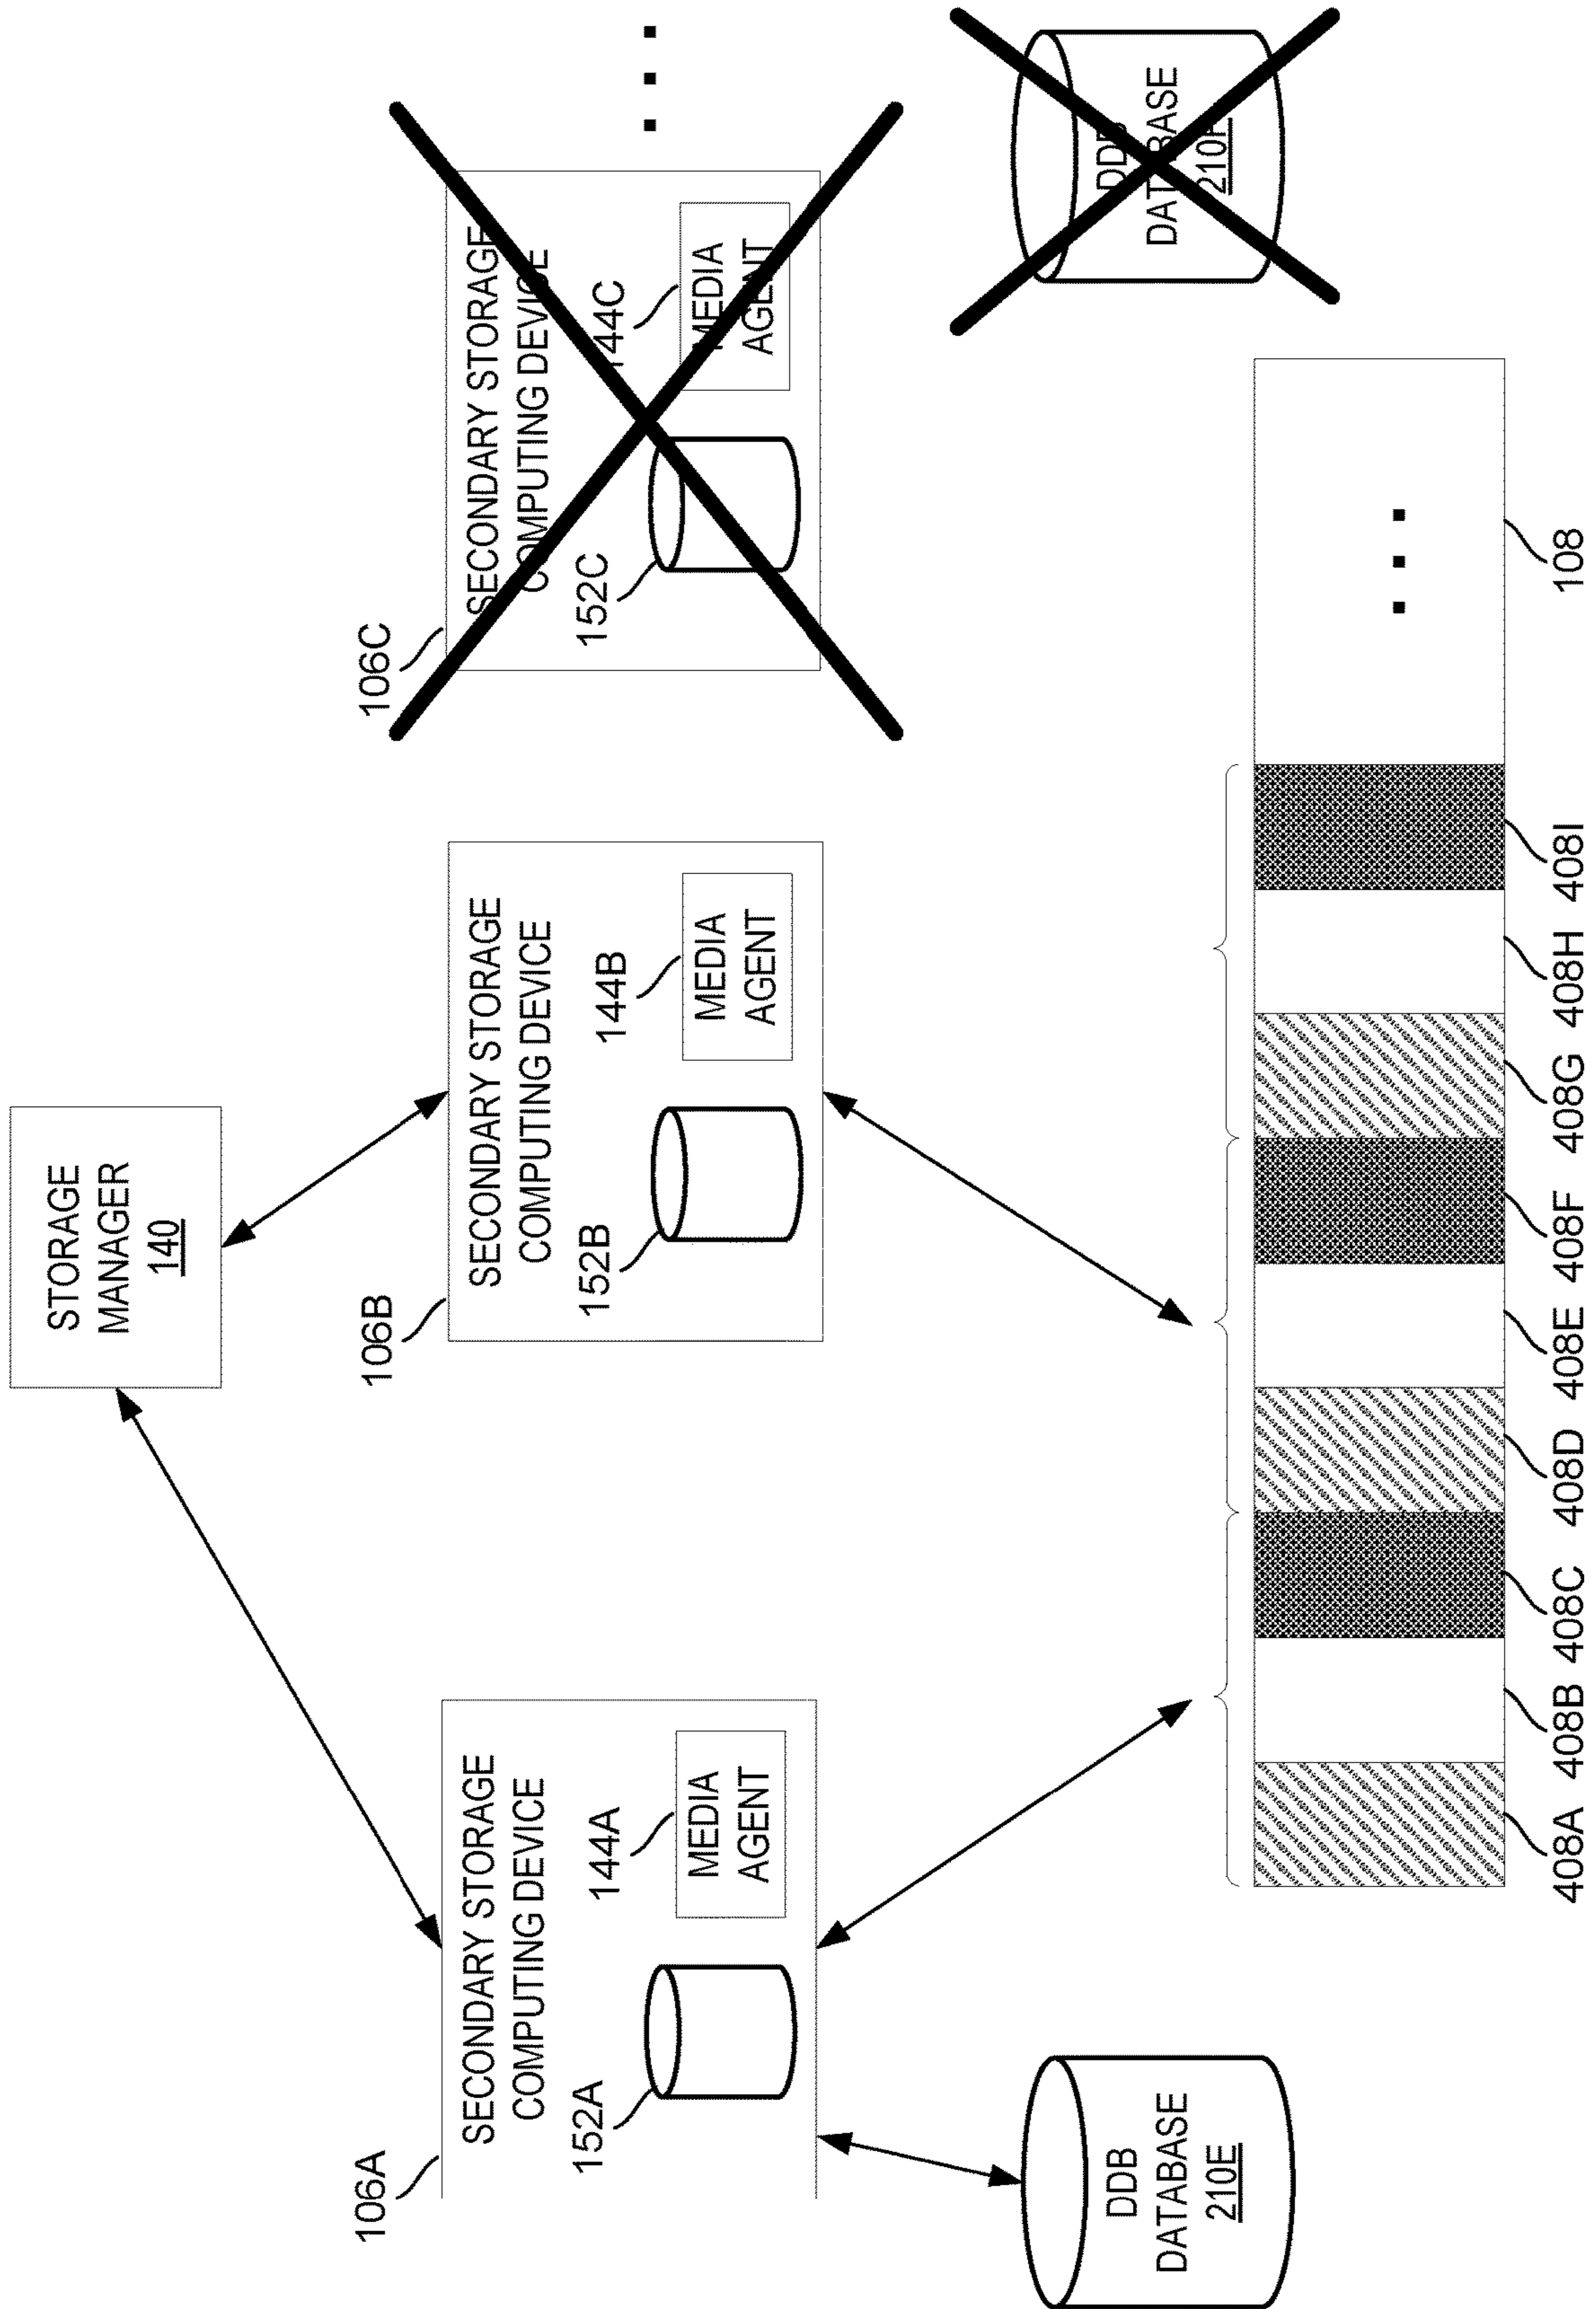 STORAGE
MANAGER
140
106A
SECONDARY STORAGE
COMPUTING DEVICE
152A
144A
MEDIA
AGENT
106B
SECONDARY STORAGE
COMPUTING DEVICE
152B
144B
MEDIA
AGENT
106C
SECONDARY STORAGE
COMPUTING DEVICE
152C
144C
MEDIA
AGENT
DDB
DATABASE
210E
DDB
DATABASE
210F
408A
408B
408C
408D
408E
408F
408G
408H
408I
108